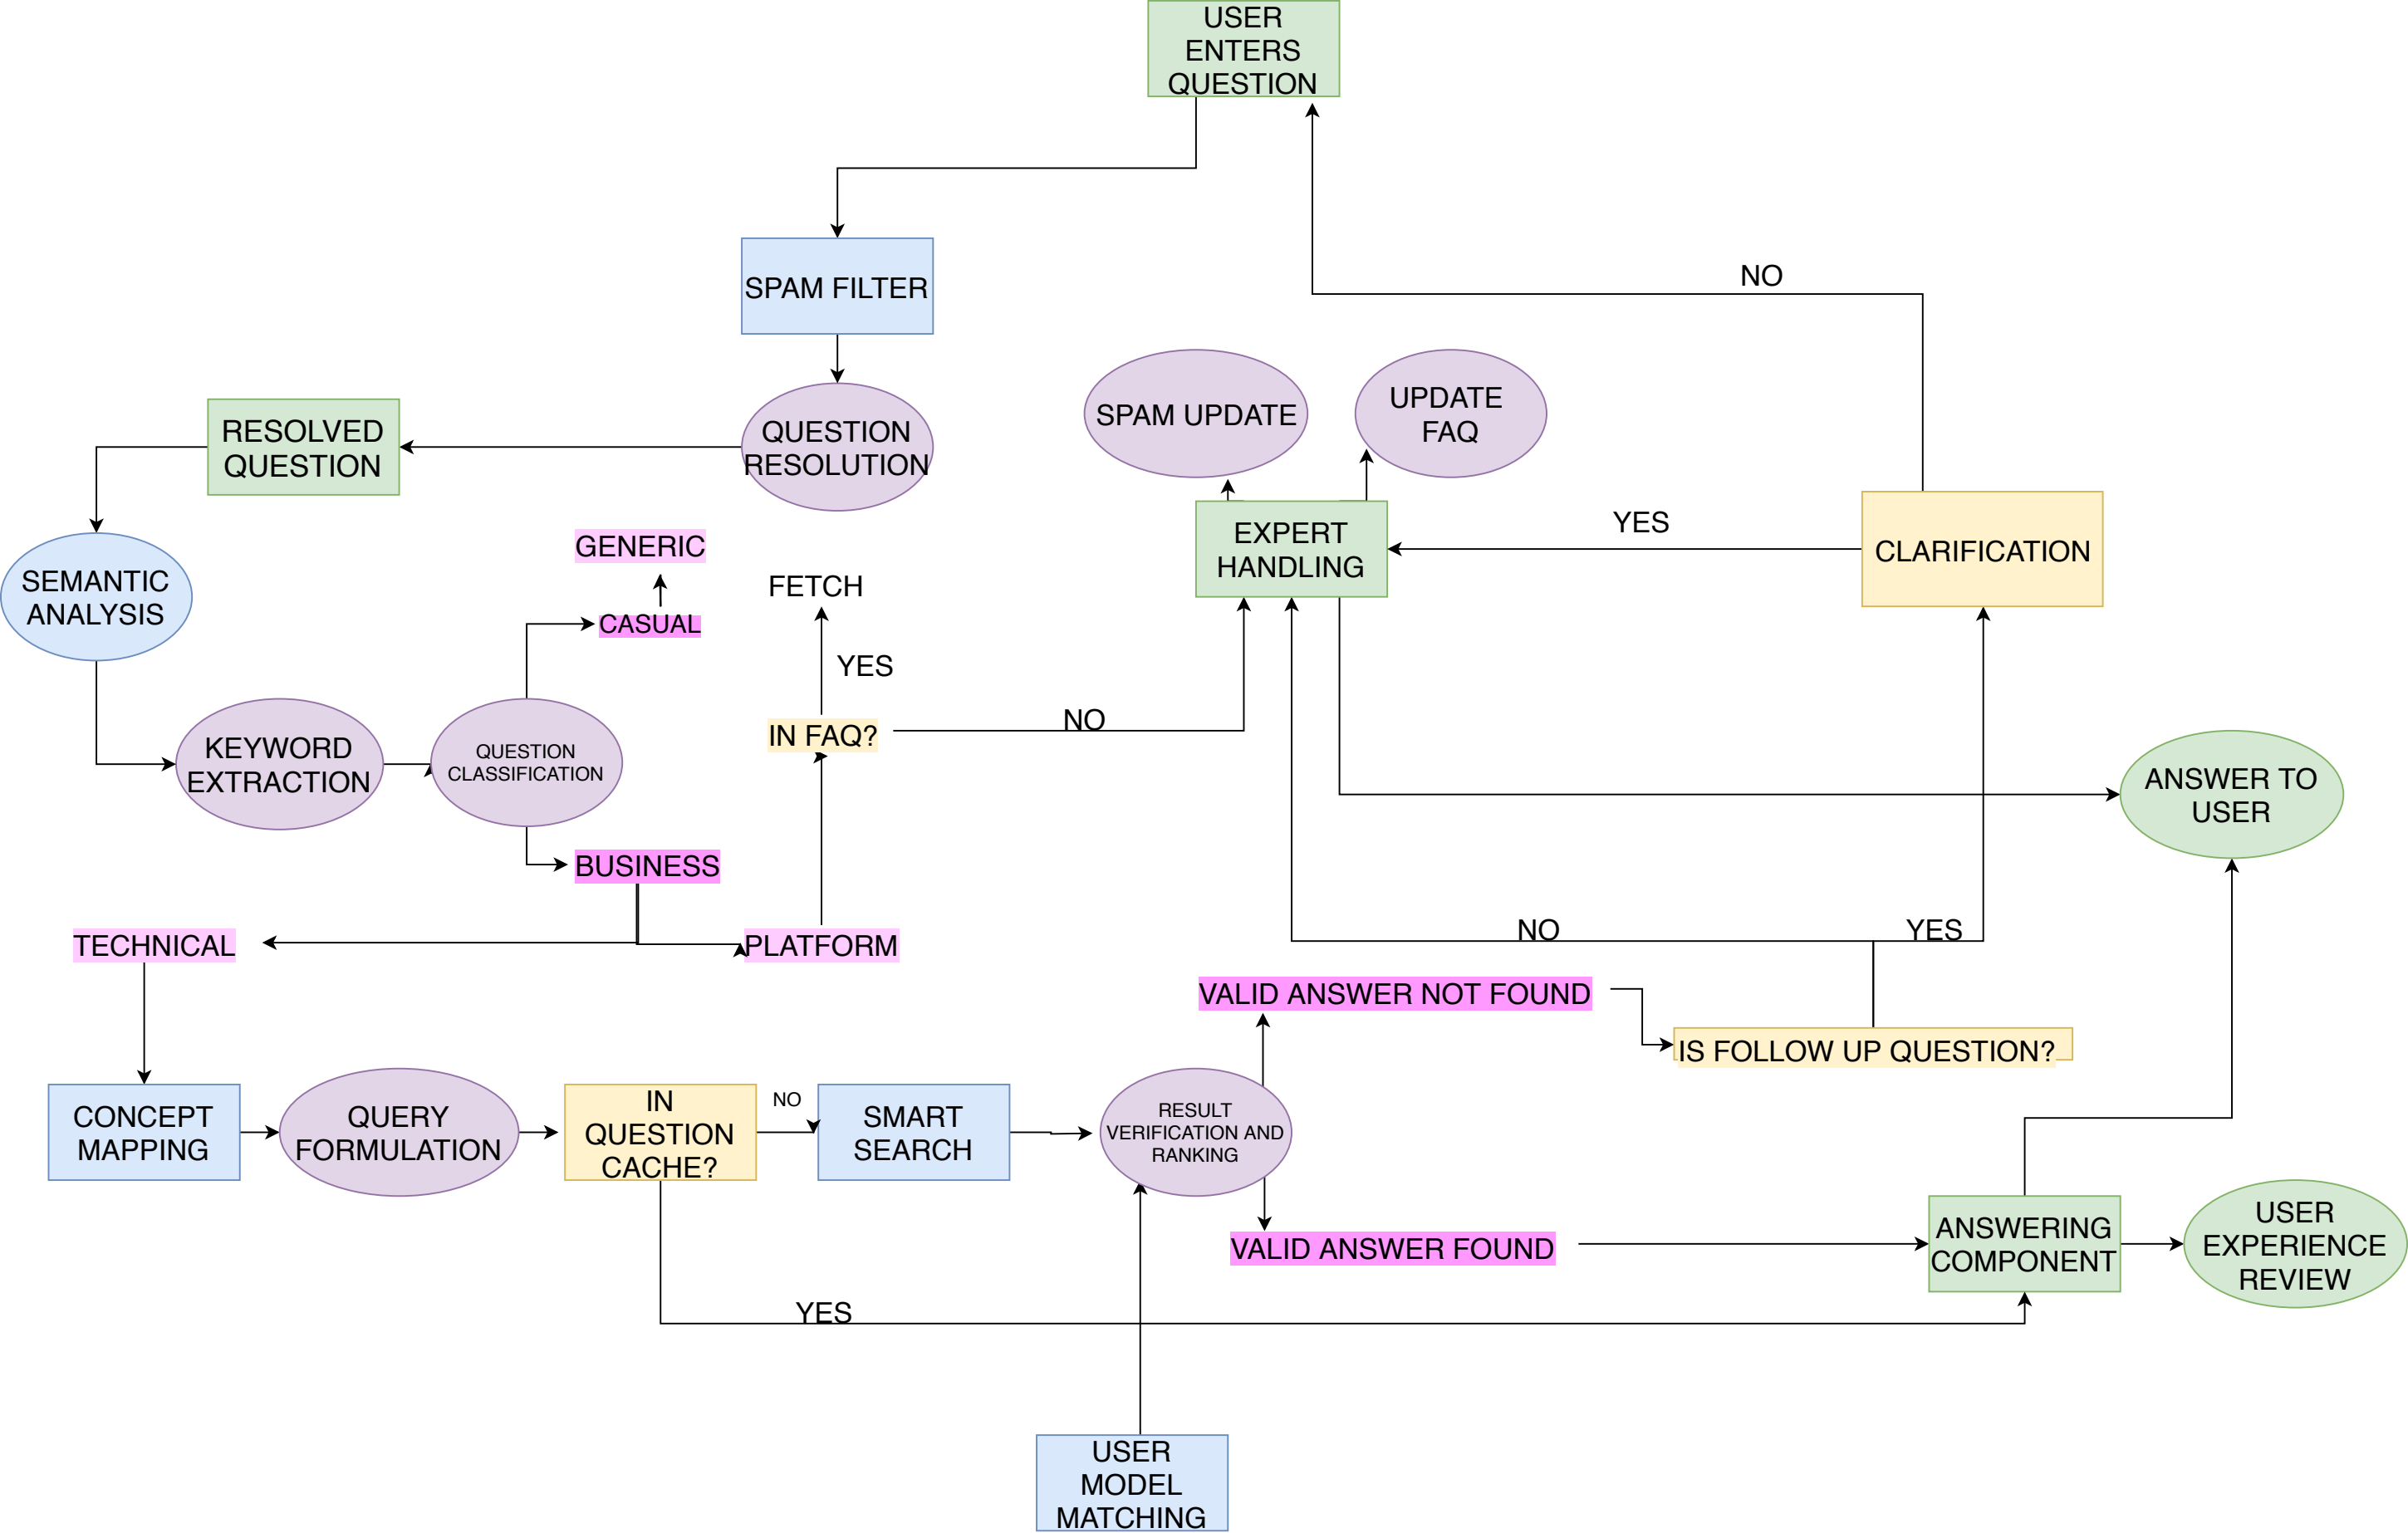 USER
ENTERS
QUESTION
NO
SPAM FILTER
SPAM UPDATE
UPDATE
FAQ
RESOLVED
QUESTION
QUESTION
RESOLUTION
YES
EXPERT
HANDLING
CLARIFICATION
GENERIC
SEMANTIC
ANALYSIS
FETCH
CASUAL
YES
NO
IN FAQ?
KEYWORD
EXTRACTION
QUESTION
CLASSIFICATION
ANSWER TO
USER
BUSINESS
NO
YES
TECHNICAL
PLATFORM
VALID ANSWER NOT FOUND
IS FOLLOW UP QUESTION?
CONCEPT
MAPPING
QUERY
FORMULATION
IN
QUESTION
CACHE?
NO
SMART
SEARCH
RESULT
VERIFICATION AND
RANKING
VALID ANSWER FOUND
ANSWERING
COMPONENT
USER
EXPERIENCE
REVIEW
YES
USER
MODEL
MATCHING